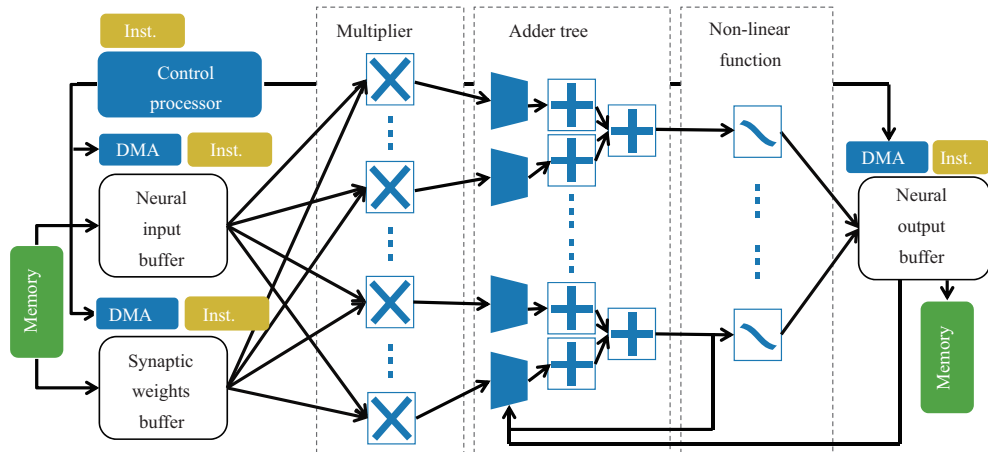 Inst.
Control
processor
DMA
Inst.
Neural
input
buffer
Memory
DMA
Inst.
Synaptic
weights
buffer
Multiplier
Adder tree
Non-linear
function
DMA
Inst.
Neural
output
buffer
Memory